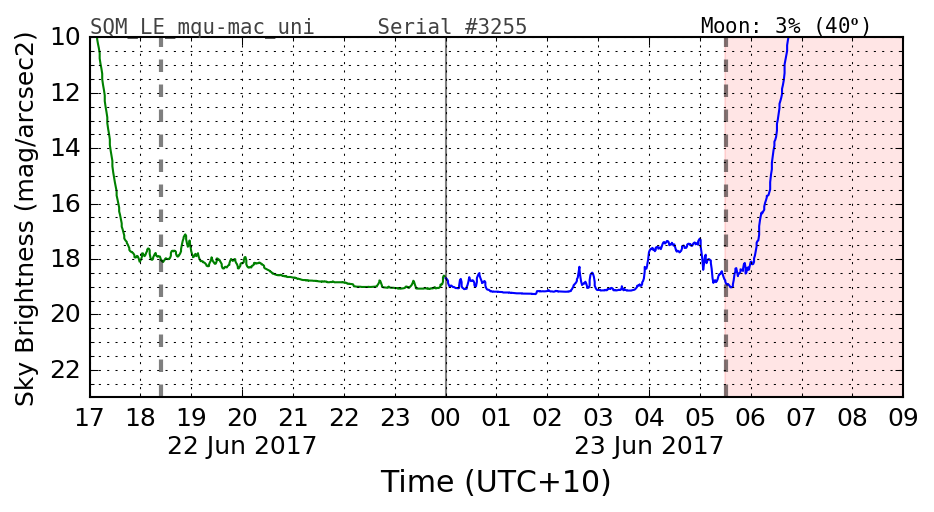 SQM_LE_mqu-mac_uni Serial #3255 Moon: 3% (40°)
Sky Brightness (mag/arcsec2)
10
12
14
16
18
20
22
17 18 19 20 21 22 23 00 01 02 03 04 05 06 07 08 09
22 Jun 2017 23 Jun 2017
Time (UTC+10)